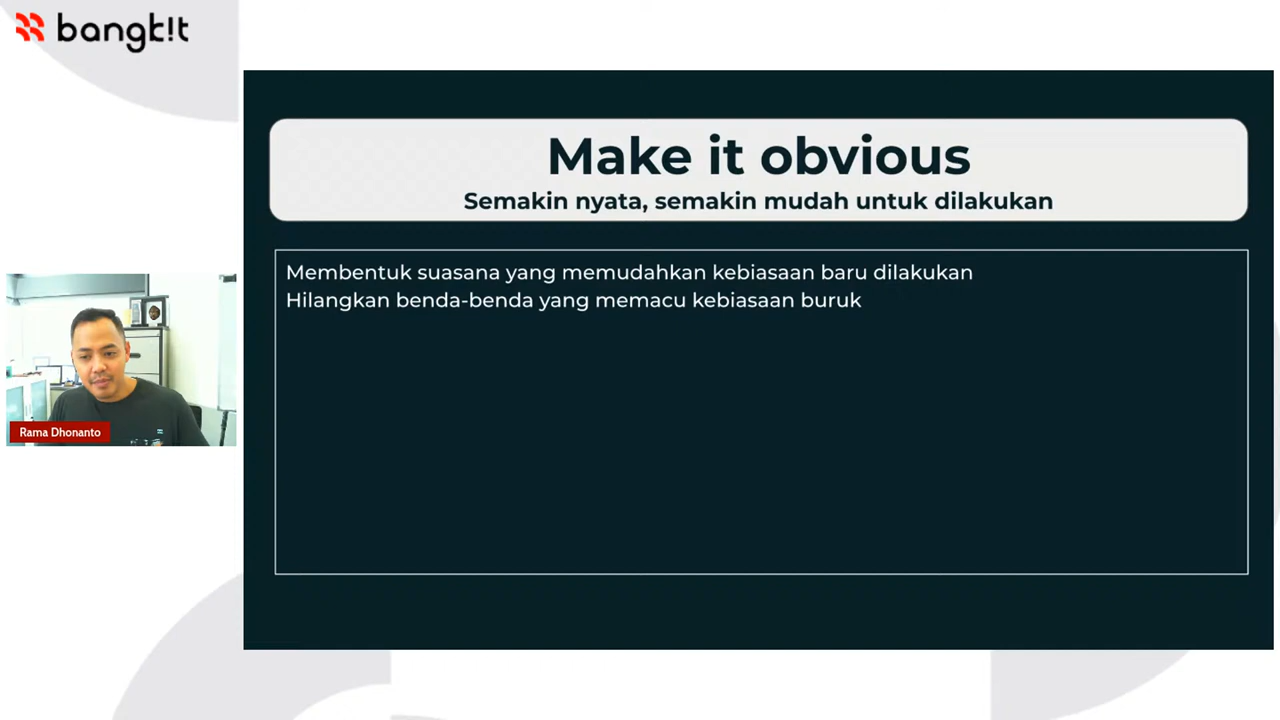 bangk!t
Make it obvious
Semakin nyata, semakin mudah untuk dilakukan
Membentuk suasana yang memudahkan kebiasaan baru dilakukan
Hilangkan benda-benda yang memacu kebiasaan buruk
Rama Dhonanto